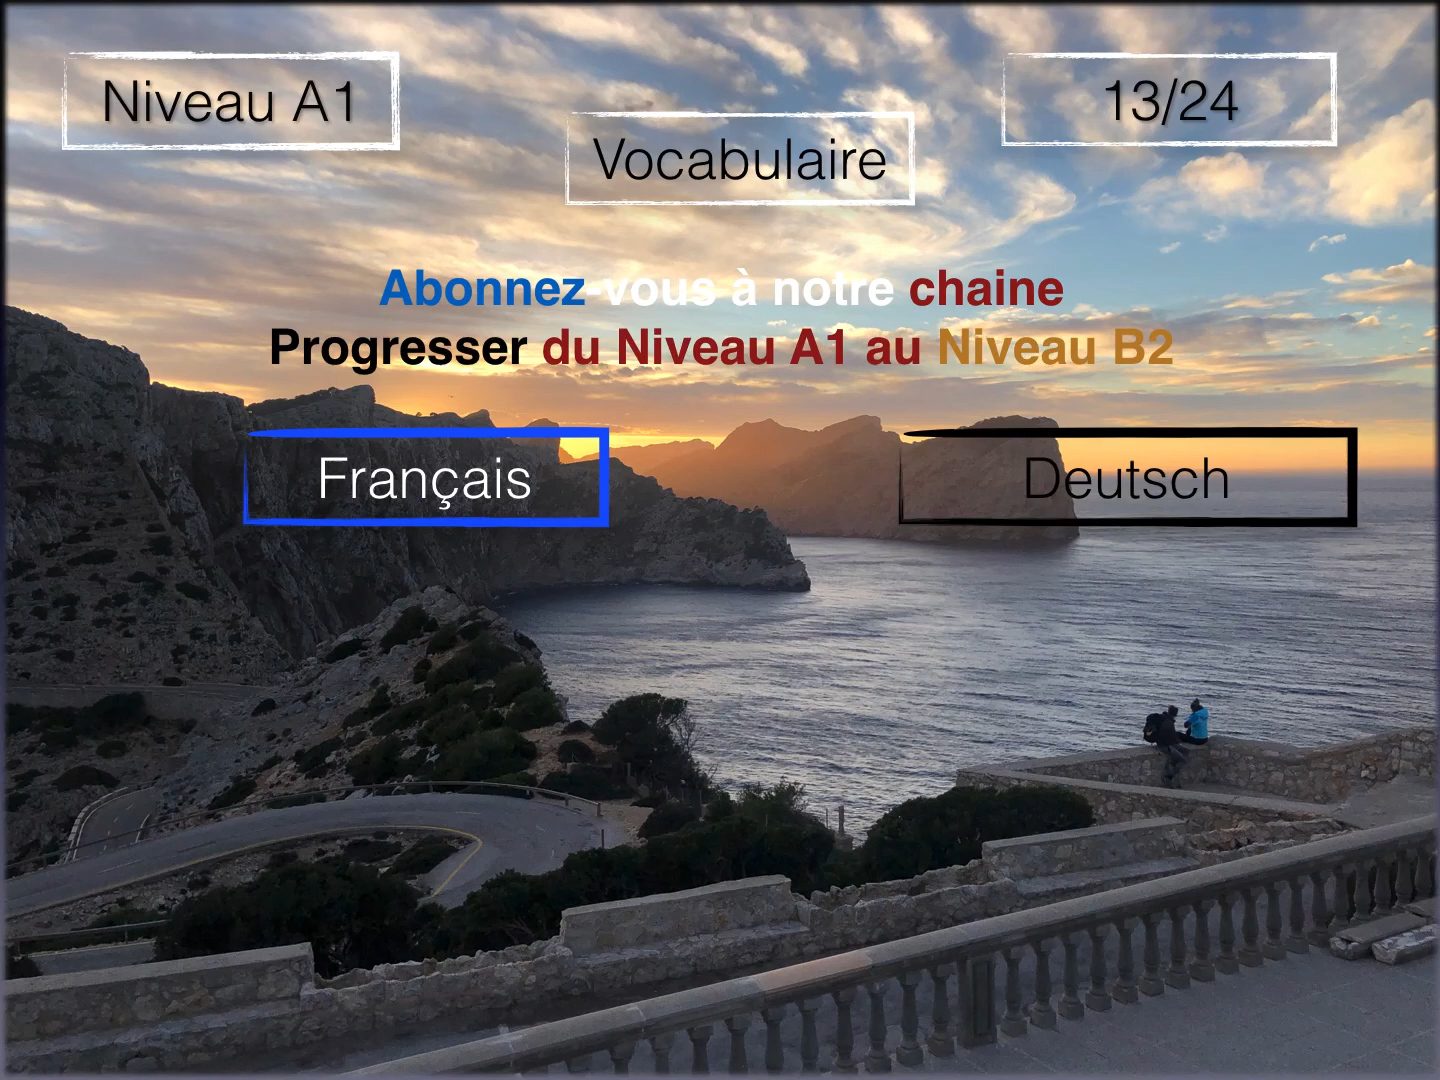 Niveau A1
13/24
Vocabulaire
Abonnez-vous à notre chaine
Progresser du Niveau A1 au Niveau B2
Français
Deutsch